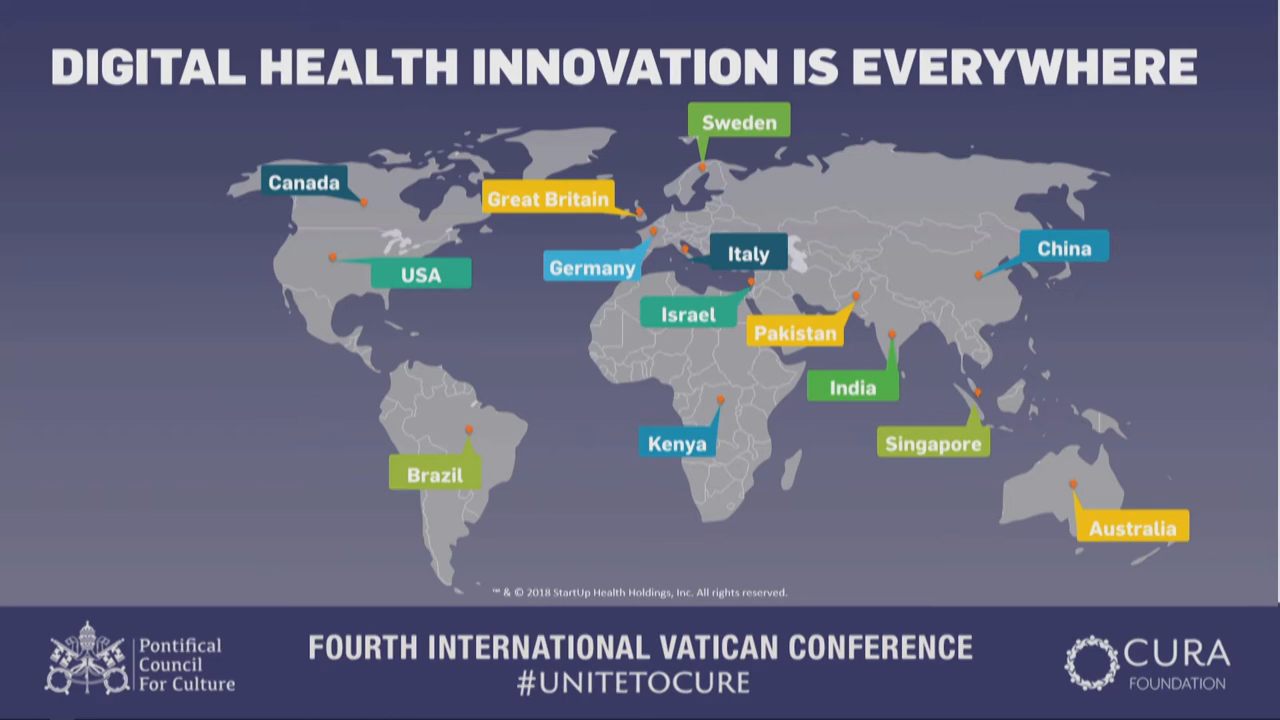 DIGITAL HEALTH INNOVATION IS EVERYWHERE
Sweden
Canada
Great Britain
Italy
China
Germany
USA
Israel
Pakistan
India
Kenya
Singapore
Brazil
Australia
™ & © 2018 StartUp Health Holdings, Inc. All rights reserved.
Pontifical
Council
For Culture
FOURTH INTERNATIONAL VATICAN CONFERENCE
#UNITETOCURE
CURA
FOUNDATION